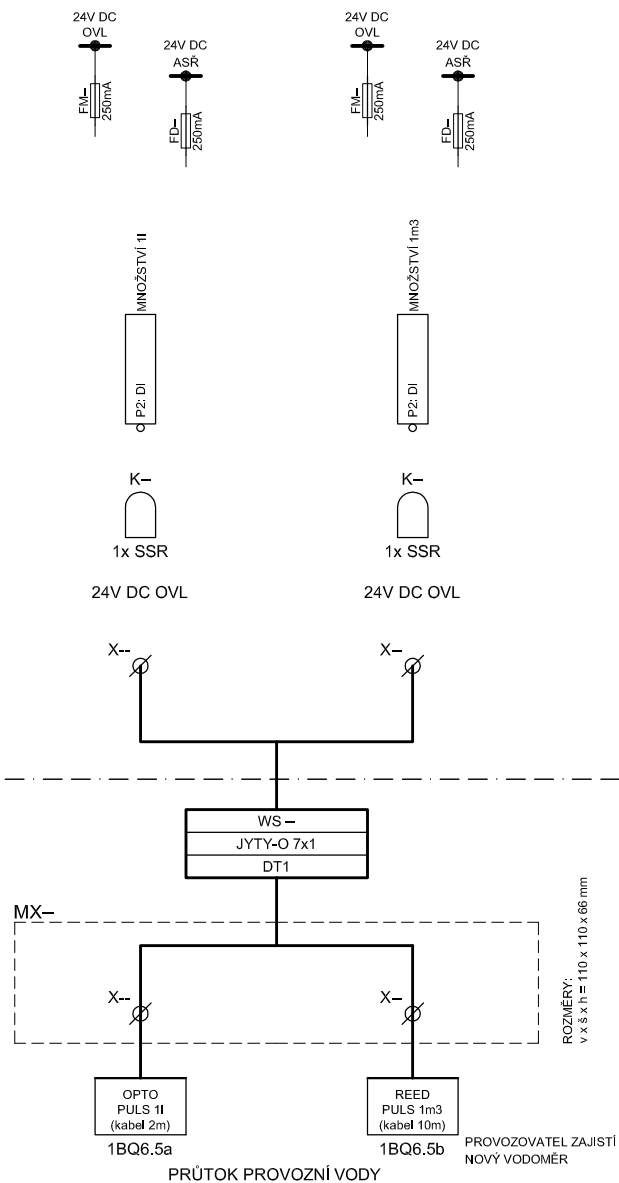 24V DC
OVL
24V DC
ASŘ
FM–
250mA
FD–
250mA
24V DC
OVL
24V DC
ASŘ
FM–
250mA
FD–
250mA
MNOŽSTVÍ 1l
P2: DI
MNOŽSTVÍ 1m3
P2: DI
K–
1x SSR
K–
1x SSR
24V DC OVL
24V DC OVL
X--
X–
WS –
JYTY-O 7x1
DT1
MX–
X--
X–
ROZMĚRY:
v x š x h = 110 x 110 x 66 mm
OPTO
PULS 1l
(kabel 2m)
1BQ6.5a
REED
PULS 1m3
(kabel 10m)
1BQ6.5b
PROVOZOVATEL ZAJISTÍ
NOVÝ VODOMĚR
PRŮTOK PROVOZNÍ VODY